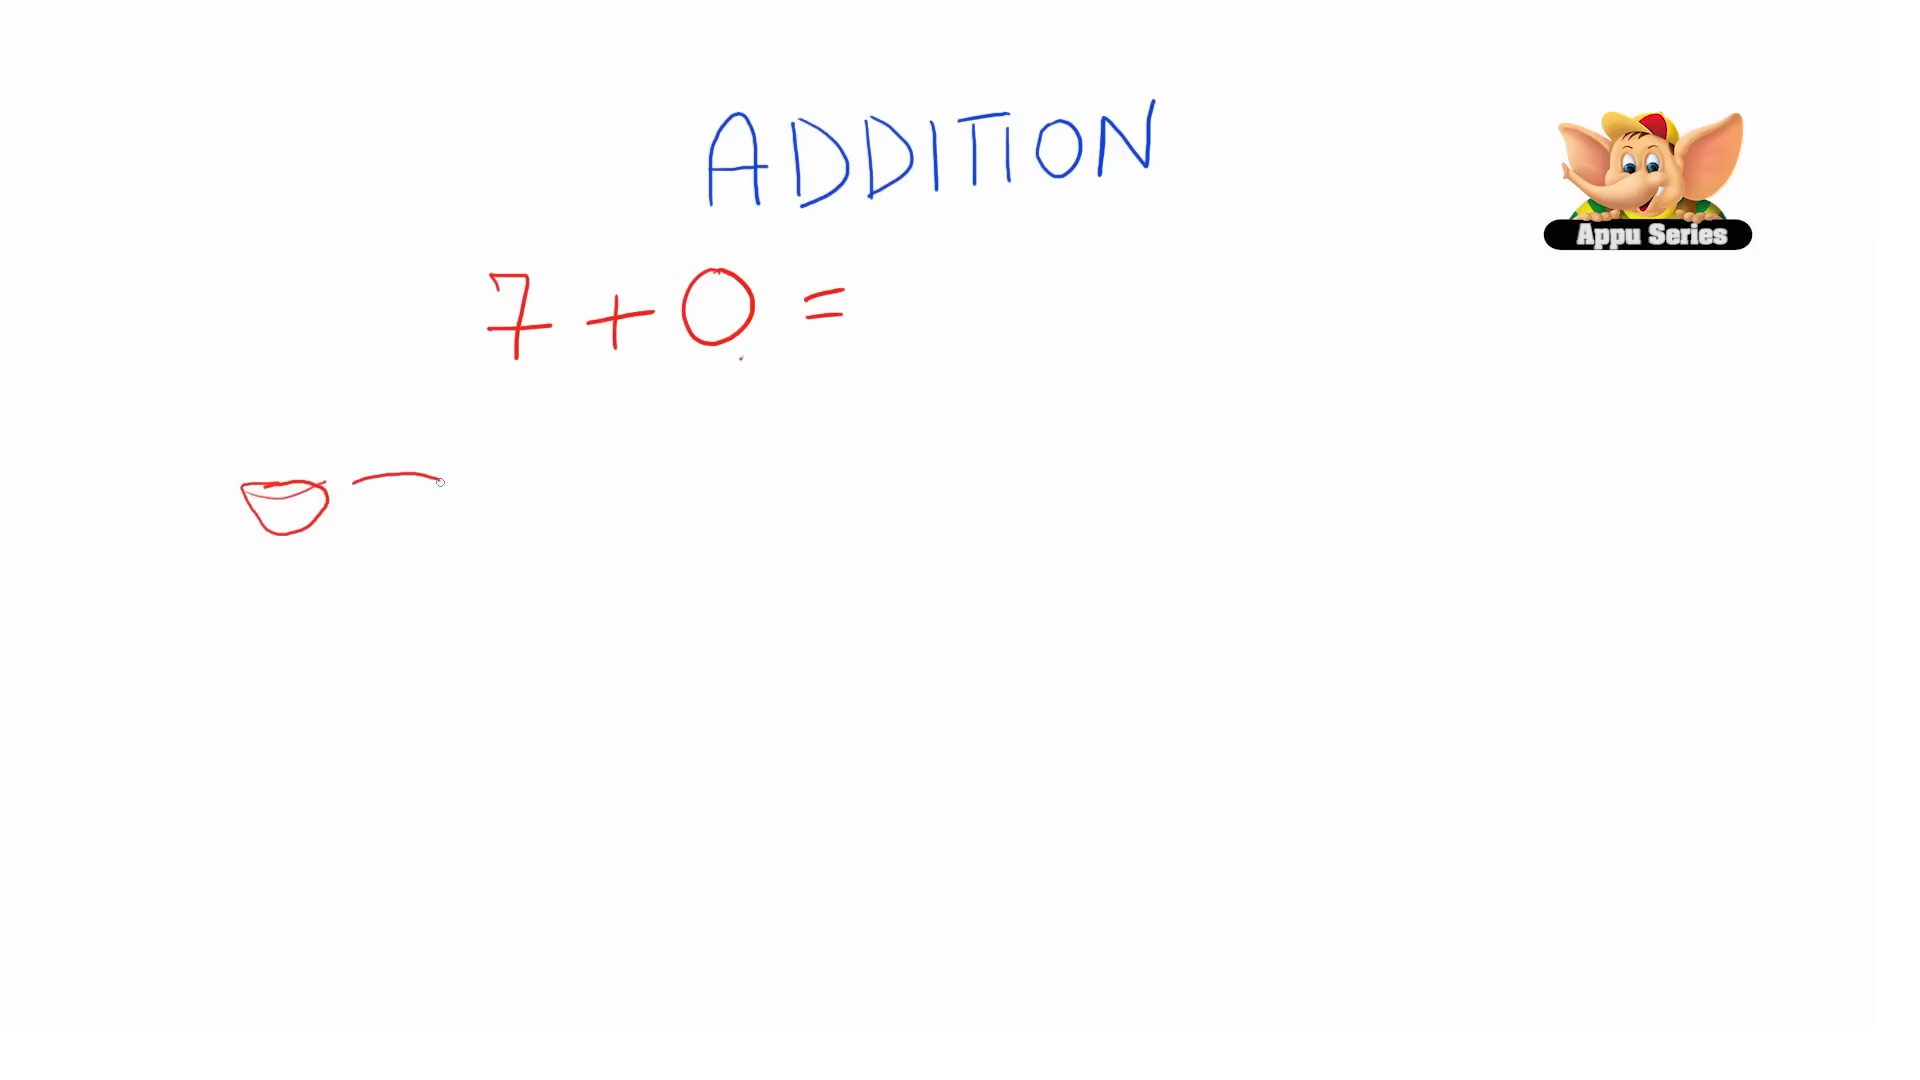 ADDITION
Appu Series
7 + 0 =